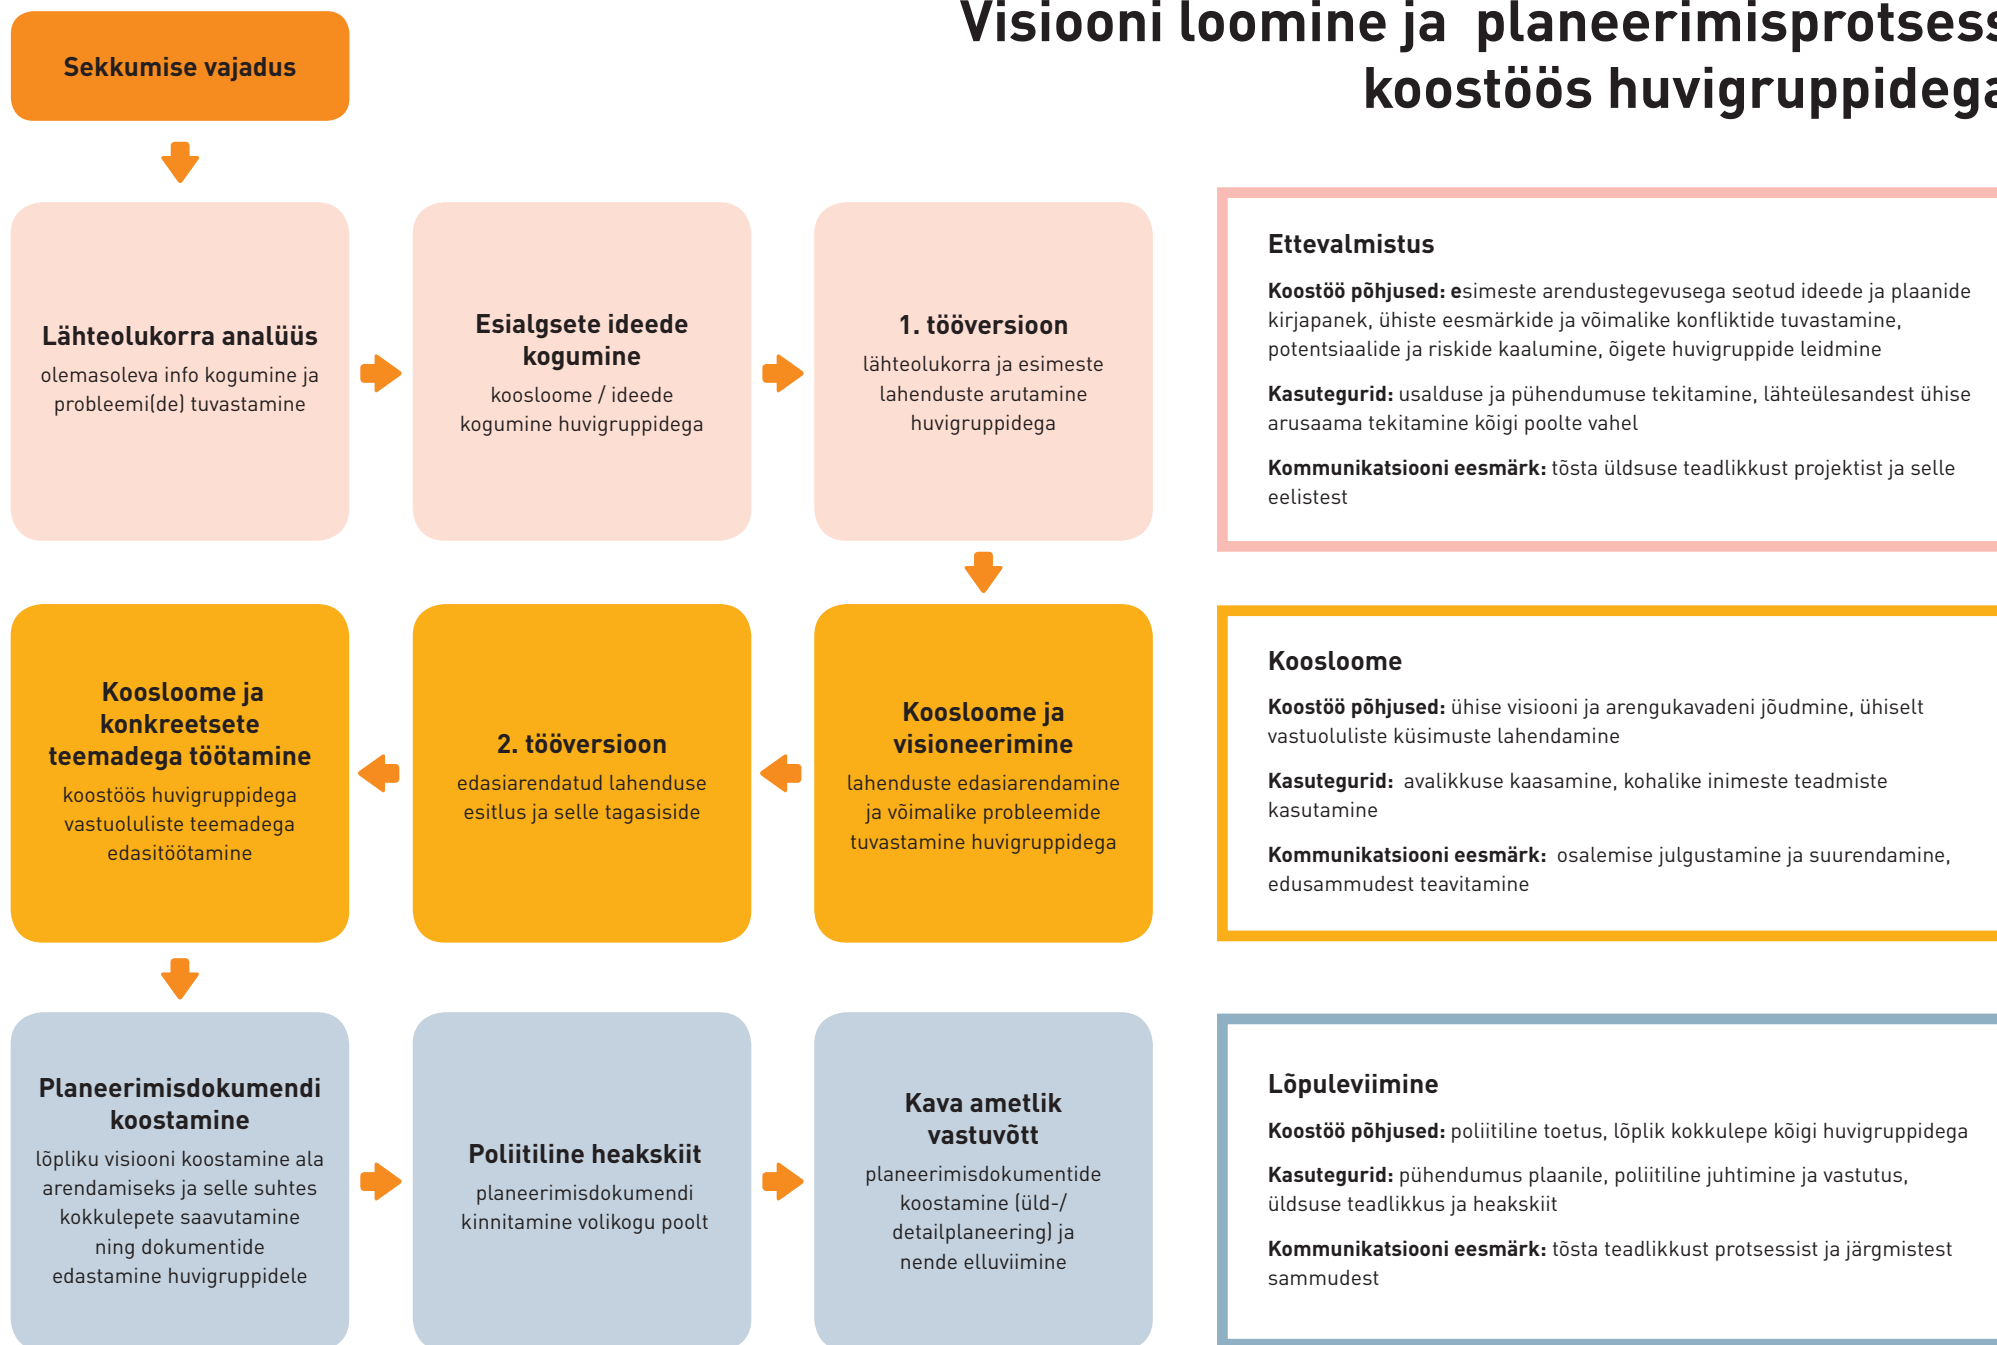 Visiooni loomine ja planeerimisprotsess
koostöös huvigruppidega
Sekkumise vajadus
Lähteolukorra analüüs
olemasoleva info kogumine ja
probleemi(de) tuvastamine
Esialgsete ideede
kogumine
koosloome / ideede
kogumine huvigruppidega
1. tööversioon
lähteolukorra ja esimeste
lahenduste arutamine
huvigruppidega
Ettevalmistus
Koostöö põhjused: esimeste arendustegevusega seotud ideede ja plaanide
kirjapanek, ühiste eesmärkide ja võimalike konfliktide tuvastamine,
potentsiaalide ja riskide kaalumine, õigete huvigruppide leidmine
Kasutegurid: usalduse ja pühendumuse tekitamine, lähteülesandest ühise
arusaama tekitamine kõigi poolte vahel
Kommunikatsiooni eesmärk: tõsta üldsuse teadlikkust projektist ja selle
eelistest
Koosloome ja
konkreetsete
teemadega töötamine
koostöös huvigruppidega
vastuoluliste teemadega
edasitöötamine
2. tööversioon
edasiarendatud lahenduse
esitlus ja selle tagasiside
Koosloome ja
visioneerimine
lahenduste edasiarendamine
ja võimalike probleemide
tuvastamine huvigruppidega
Koosloome
Koostöö põhjused: ühise visiooni ja arengukavadeni jõudmine, ühiselt
vastuoluliste küsimuste lahendamine
Kasutegurid: avalikkuse kaasamine, kohalike inimeste teadmiste
kasutamine
Kommunikatsiooni eesmärk: osalemise julgustamine ja suurendamine,
edusammudest teavitamine
Planeerimisdokumendi
koostamine
lõpliku visiooni koostamine ala
arendamiseks ja selle suhtes
kokkulepete saavutamine
ning dokumentide
edastamine huvigruppidele
Poliitiline heakskiit
planeerimisdokumendi
kinnitamine volikogu poolt
Kava ametlik
vastuvõtt
planeerimisdokumentide
koostamine (üld-/
detailplaneering) ja
nende elluviimine
Lõpuleviimine
Koostöö põhjused: poliitiline toetus, lõplik kokkulepe kõigi huvigruppidega
Kasutegurid: pühendumus plaanile, poliitiline juhtimine ja vastutus,
üldsuse teadlikkus ja heakskiit
Kommunikatsiooni eesmärk: tõsta teadlikkust protsessist ja järgmistest
sammudest